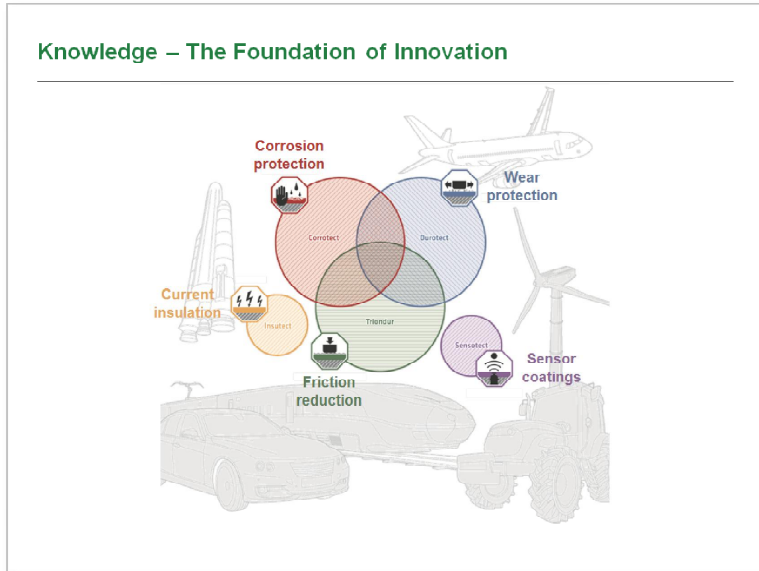 Knowledge – The Foundation of Innovation
Corrosion
protection
Wear
protection
Corrotect
Durotect
Current
insulation
Insutect
Triondur
Sensotect
Sensor
coatings
Friction
reduction